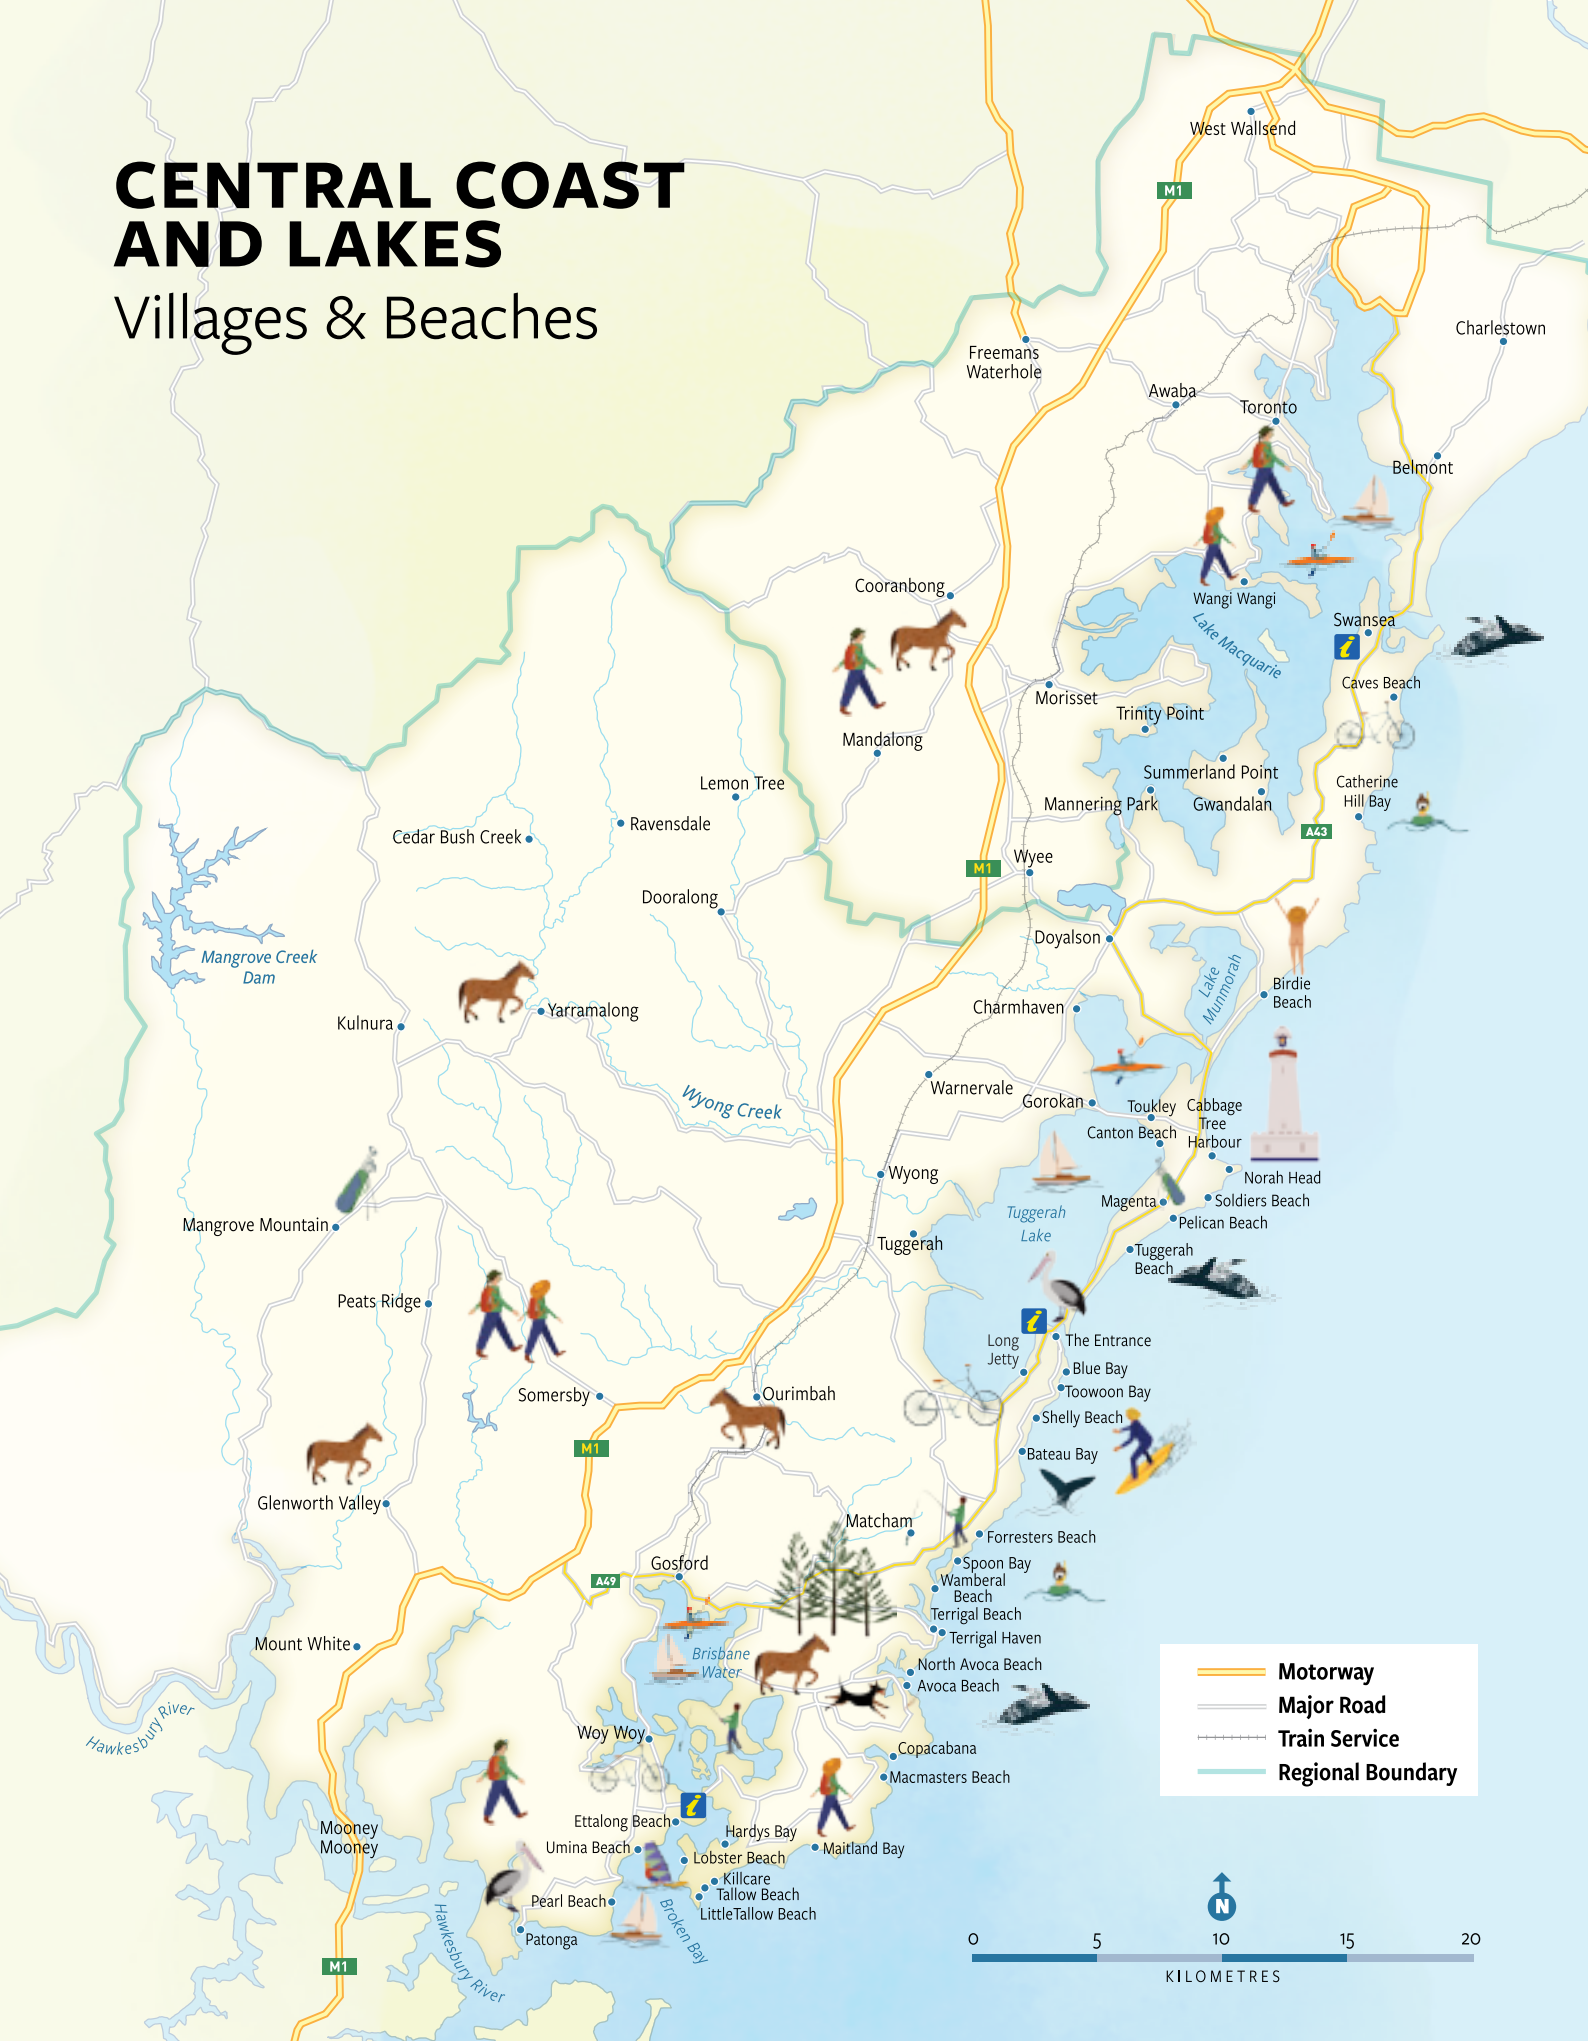 CENTRAL COAST
AND LAKES
Villages & Beaches
West Wallsend
M1
Charlestown
Freemans
Waterhole
Awaba
Toronto
Belmont
Cooranbong
Wangi Wangi
Swansea
i
Lake Macquarie
Caves Beach
Morisset
Trinity Point
Mandalong
Summerland Point
Lemon Tree
Catherine
Hill Bay
Mannering Park
Gwandalan
Ravensdale
Cedar Bush Creek
A43
Wyee
M1
Dooralong
Doyalson
Mangrove Creek
Dam
Lake
Munmorah
Birdie
Beach
Charmhaven
Yarramalong
Kulnura
Warnervale
Wyong Creek
Gorokan
Toukley
Cabbage
Tree
Harbour
Canton Beach
Wyong
Norah Head
Magenta
Soldiers Beach
Tuggerah
Lake
Pelican Beach
Mangrove Mountain
Tuggerah
Tuggerah
Beach
Peats Ridge
i
Long
Jetty
The Entrance
Blue Bay
Toowoon Bay
Somersby
Ourimbah
Shelly Beach
M1
Bateau Bay
Glenworth Valley
Matcham
Forresters Beach
Gosford
Spoon Bay
A49
Wamberal
Beach
Terrigal Beach
Terrigal Haven
Mount White
Brisbane
Water
North Avoca Beach
Avoca Beach
Motorway
Major Road
Train Service
Regional Boundary
Hawkesbury River
Woy Woy
Copacabana
Macmasters Beach
i
Ettalong Beach
Mooney
Mooney
Hardys Bay
Umina Beach
Maitland Bay
Lobster Beach
Killcare
Tallow Beach
Pearl Beach
LittleTallow Beach
Patonga
Broken Bay
Hawkesbury River
M1
N
0 5 10 15 20
KILOMETRES